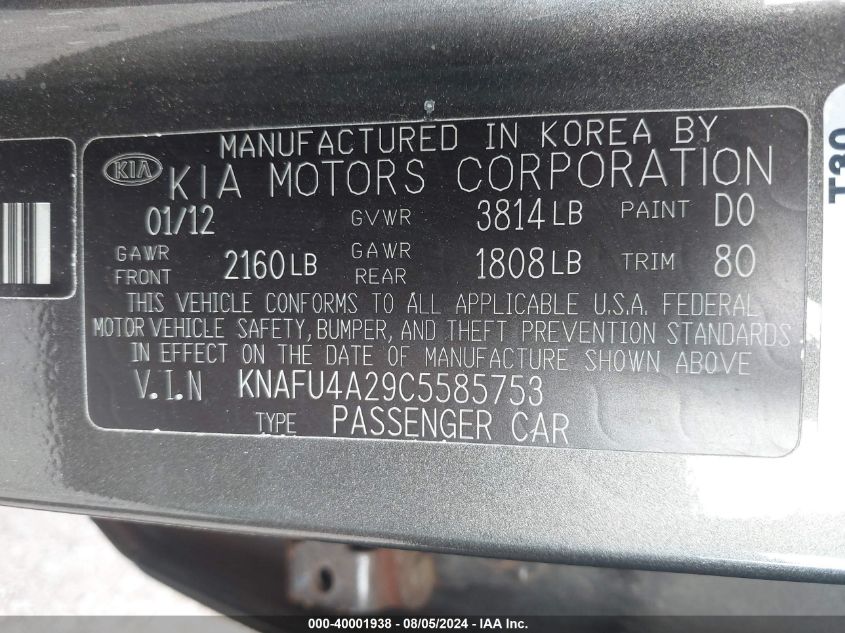 MANUFACTURED IN KOREA BY
KIA KIA MOTORS CORPORATION
01/12 GVWR 3814 LB PAINT D0
GAWR FRONT 2160 LB GAWR REAR 1808 LB TRIM 80
THIS VEHICLE CONFORMS TO ALL APPLICABLE U.S.A. FEDERAL
MOTOR VEHICLE SAFETY, BUMPER, AND THEFT PREVENTION STANDARDS
IN EFFECT ON THE DATE OF MANUFACTURE SHOWN ABOVE
V.I.N KNAFU4A29C5585753
TYPE PASSENGER CAR
T30
000-40001938 - 08/05/2024 - IAA Inc.